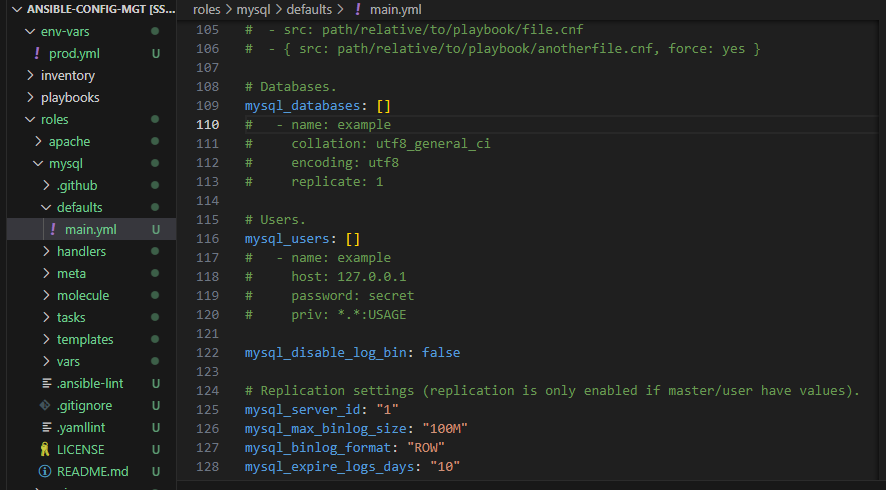 ANSIBLE-CONFIG-MGT [SS...
env-vars
! prod.yml U
inventory
playbooks
roles
apache
mysql
.github
defaults
! main.yml U
handlers
meta
molecule
tasks
templates
vars
.ansible-lint U
.gitignore U
.yamllint U
LICENSE U
README.md U
roles > mysql > defaults > ! main.yml
105 #  - src: path/relative/to/playbook/file.cnf
106 #  - { src: path/relative/to/playbook/anotherfile.cnf, force: yes }
107
108 # Databases.
109 mysql_databases: []
110 #   - name: example
111 #     collation: utf8_general_ci
112 #     encoding: utf8
113 #     replicate: 1
114
115 # Users.
116 mysql_users: []
117 #   - name: example
118 #     host: 127.0.0.1
119 #     password: secret
120 #     priv: *.*:USAGE
121
122 mysql_disable_log_bin: false
123
124 # Replication settings (replication is only enabled if master/user have values).
125 mysql_server_id: "1"
126 mysql_max_binlog_size: "100M"
127 mysql_binlog_format: "ROW"
128 mysql_expire_logs_days: "10"